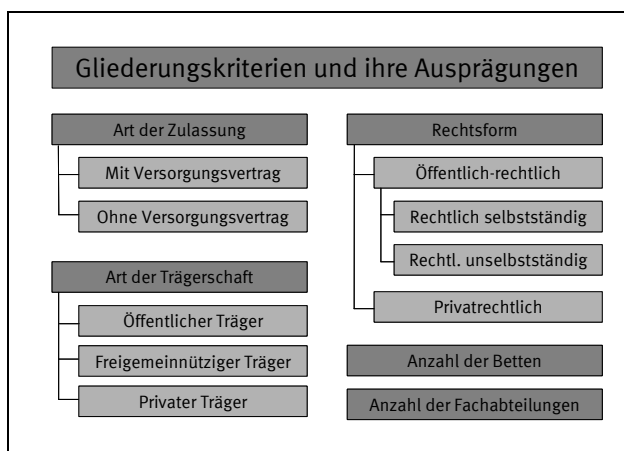 Gliederungskriterien und ihre Ausprägungen
Art der Zulassung
Mit Versorgungsvertrag
Ohne Versorgungsvertrag
Art der Trägerschaft
Öffentlicher Träger
Freigemeinnütziger Träger
Privater Träger
Rechtsform
Öffentlich-rechtlich
Rechtlich selbstständig
Rechtl. unselbstständig
Privatrechtlich
Anzahl der Betten
Anzahl der Fachabteilungen